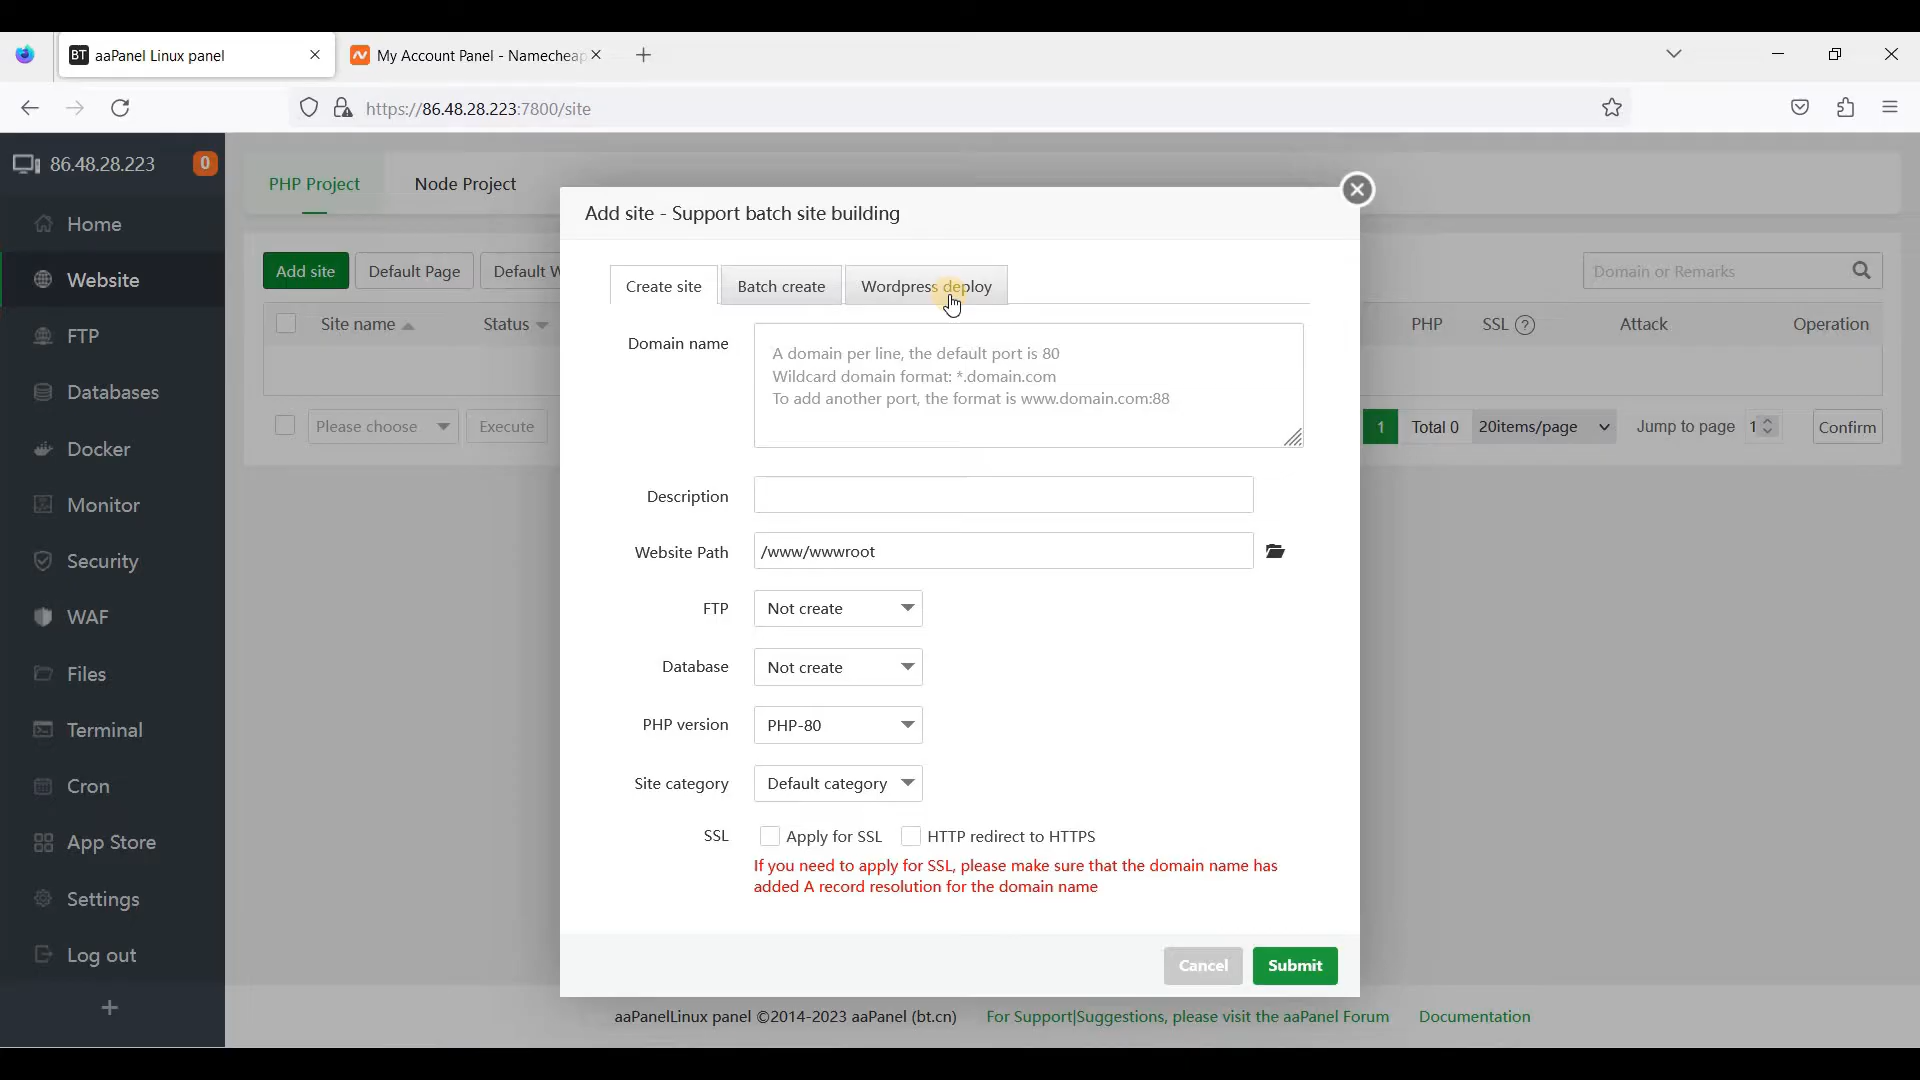 BT aaPanel Linux panel
My Account Panel - Namecheap
https://86.48.28.223:7800/site
86.48.28.223 0
Home
Website
FTP
Databases
Docker
Monitor
Security
WAF
Files
Terminal
Cron
App Store
Settings
Log out
PHP Project Node Project
Add site Default Page Default W
Domain or Remarks
Site name Status PHP SSL ? Attack Operation
Please choose Execute 1 Total 0 20items/page Jump to page 1 Confirm
Add site - Support batch site building
Create site Batch create Wordpress deploy
Domain name
A domain per line, the default port is 80
Wildcard domain format: *.domain.com
To add another port, the format is www.domain.com:88
Description
Website Path /www/wwwroot
FTP Not create
Database Not create
PHP version PHP-80
Site category Default category
SSL Apply for SSL HTTP redirect to HTTPS
If you need to apply for SSL, please make sure that the domain name has
added A record resolution for the domain name
Cancel Submit
aaPanelLinux panel ©2014-2023 aaPanel (bt.cn) For Support|Suggestions, please visit the aaPanel Forum Documentation